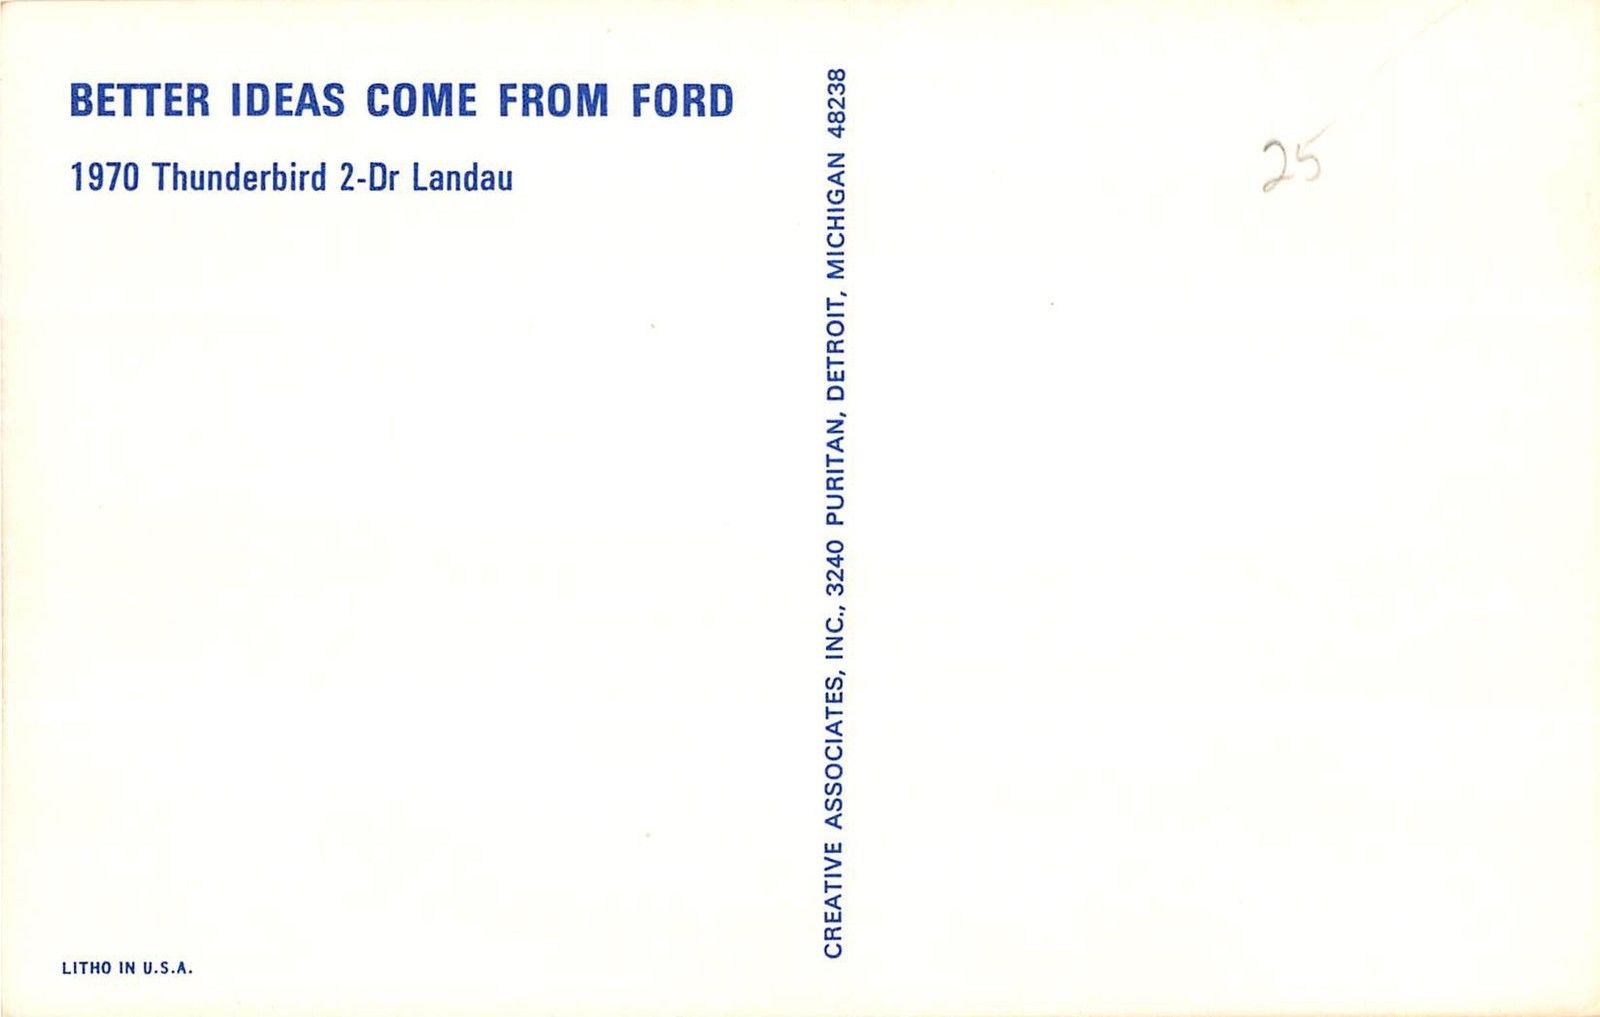 BETTER IDEAS COME FROM FORD
1970 Thunderbird 2-Dr Landau
LITHO IN U.S.A.
CREATIVE ASSOCIATES, INC., 3240 PURITAN, DETROIT, MICHIGAN 48238
25